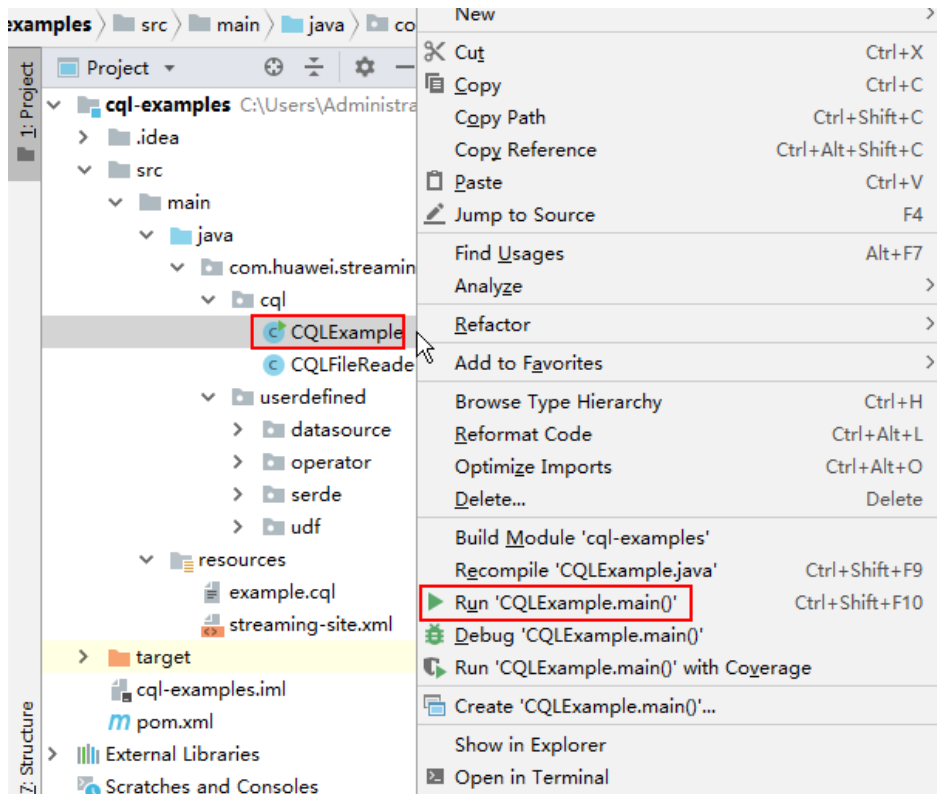 examples src main java co
1: Project
Project
cql-examples C:\Users\Administra
.idea
src
main
java
com.huawei.streamin
cql
CQLExample
CQLFileReade
userdefined
datasource
operator
serde
udf
resources
example.cql
streaming-site.xml
target
cql-examples.iml
pom.xml
External Libraries
Scratches and Consoles
7: Structure
New
Cut Ctrl+X
Copy Ctrl+C
Copy Path Ctrl+Shift+C
Copy Reference Ctrl+Alt+Shift+C
Paste Ctrl+V
Jump to Source F4
Find Usages Alt+F7
Analyze
Refactor
Add to Favorites
Browse Type Hierarchy Ctrl+H
Reformat Code Ctrl+Alt+L
Optimize Imports Ctrl+Alt+O
Delete... Delete
Build Module 'cql-examples'
Recompile 'CQLExample.java' Ctrl+Shift+F9
Run 'CQLExample.main()' Ctrl+Shift+F10
Debug 'CQLExample.main()'
Run 'CQLExample.main()' with Coverage
Create 'CQLExample.main()'...
Show in Explorer
Open in Terminal